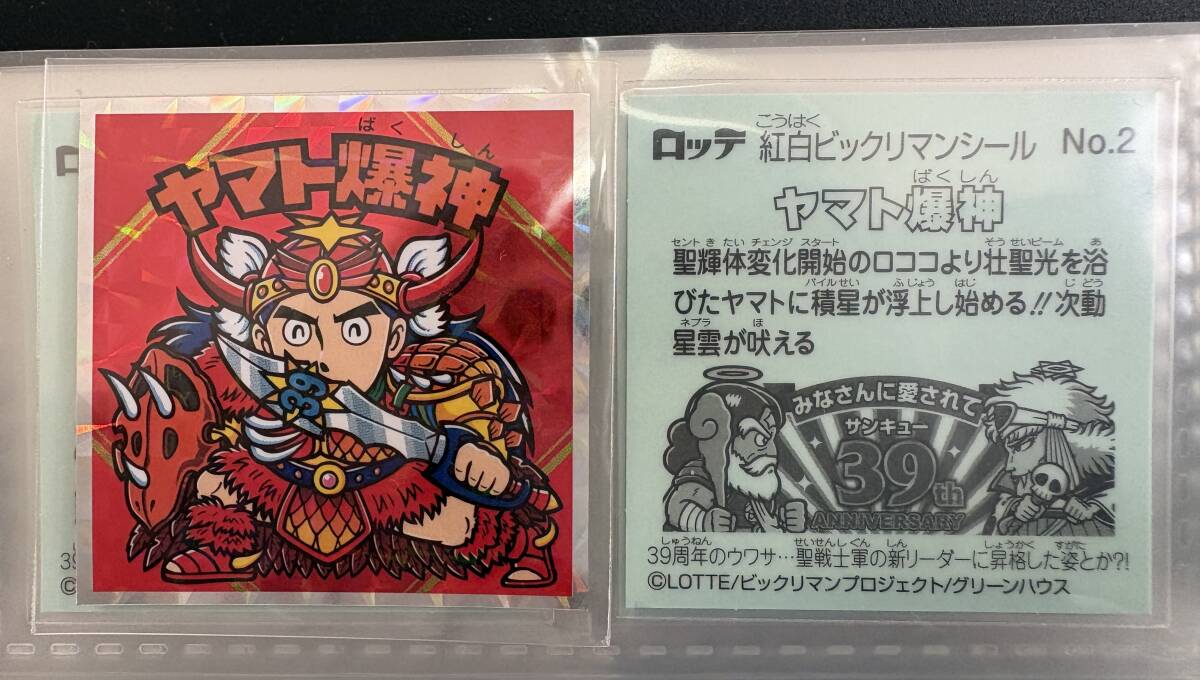 ばくしん
ヤマト爆神
39
ロッテ
39
©
こうはく
ロッテ 紅白ビックリマンシール No.2
ばくしん
ヤマト爆神
セント き たい チェンジ スタート そう せいビーム あ
聖輝体変化開始のロココより壮聖光を浴
パイルせい ふじょう はじ じ どう
びたヤマトに積星が浮上し始める!!次動
ネプラ ほ
星雲が吠える
みなさんに愛されて
サンキュー
39th
ANNIVERSARY
しゅうねん せいせんし ぐん しん しょうかく すがた
39周年のウワサ…聖戦士軍の新リーダーに昇格した姿とか?!
©LOTTE/ビックリマンプロジェクト/グリーンハウス